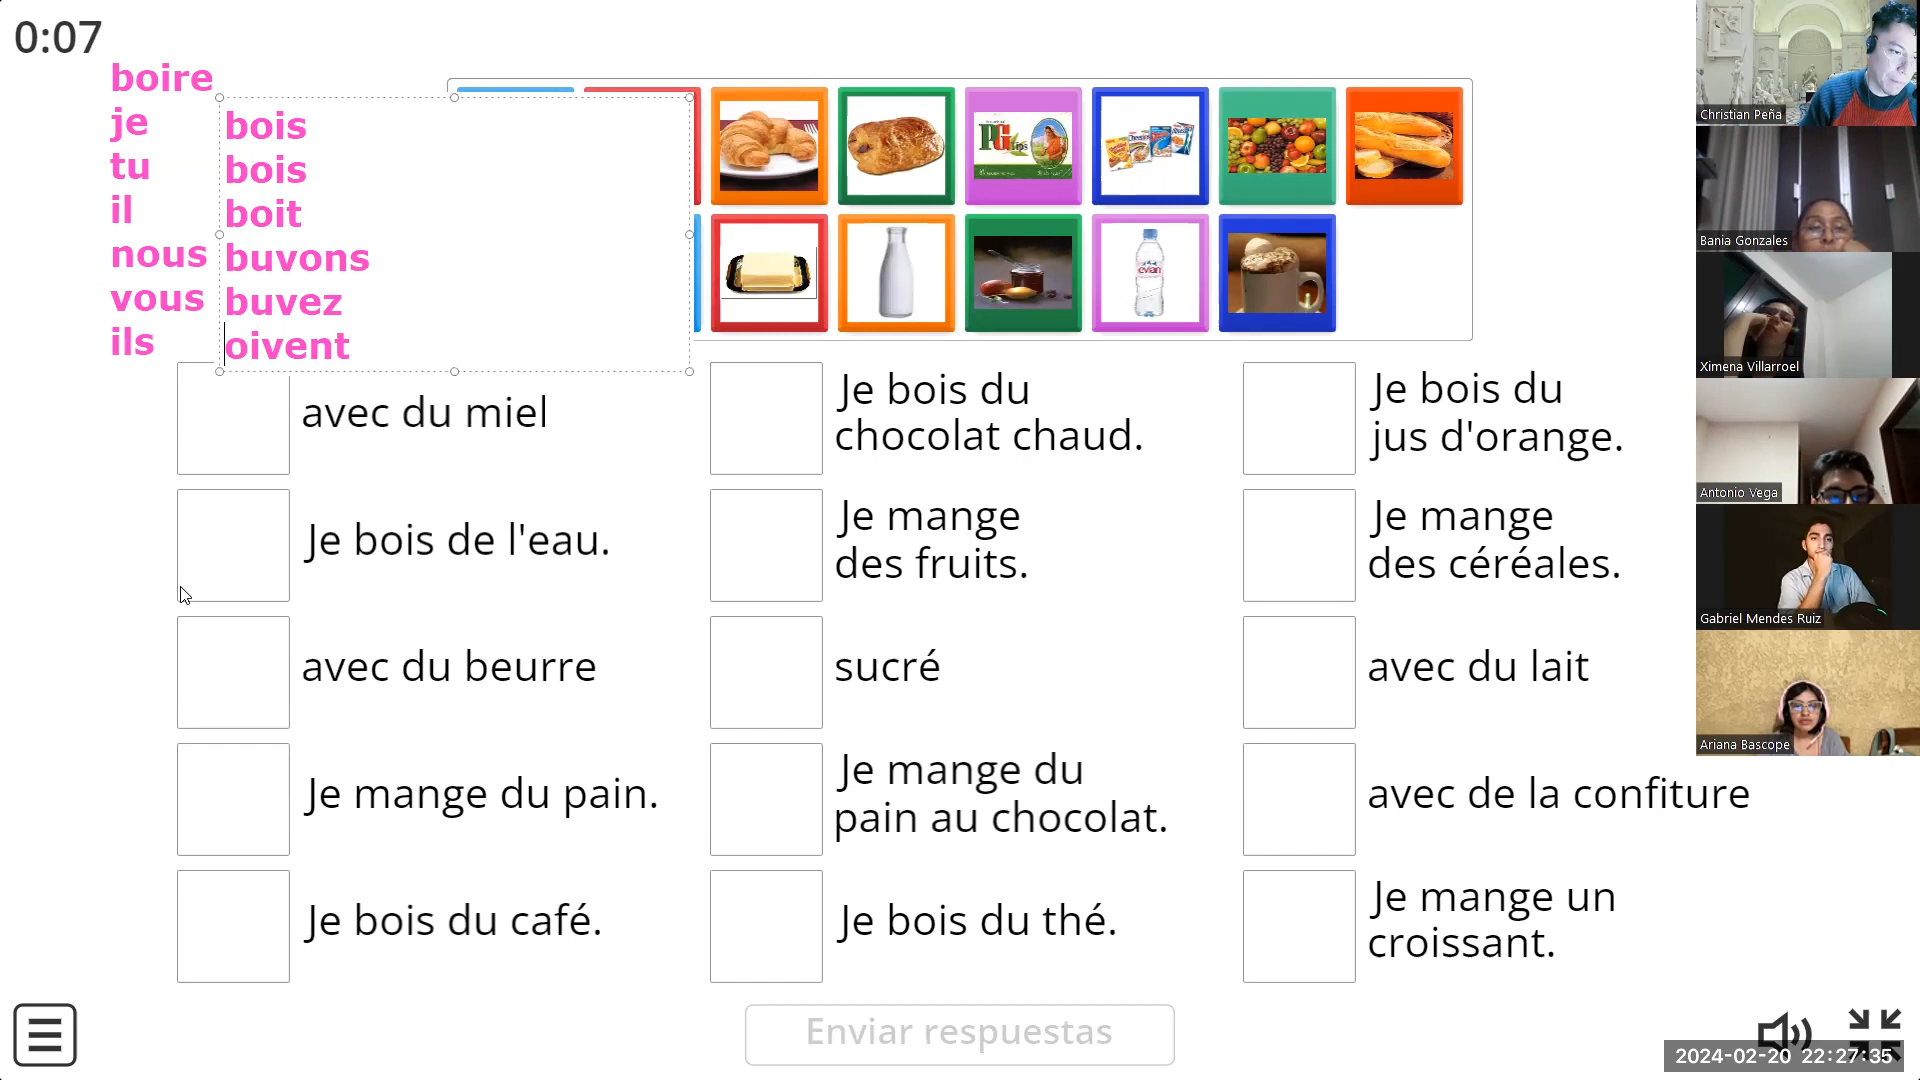 0:07
boire
je
tu
il
nous
vous
ils
bois
bois
boit
buvons
buvez
oivent
PG
Tips
evian
avec du miel
Je bois du
chocolat chaud.
Je bois du
jus d'orange.
Je bois de l'eau.
Je mange
des fruits.
Je mange
des céréales.
avec du beurre
sucré
avec du lait
Je mange du pain.
Je mange du
pain au chocolat.
avec de la confiture
Je bois du café.
Je bois du thé.
Je mange un
croissant.
Enviar respuestas
Christian Peña
Bania Gonzales
Ximena Villarroel
Antonio Vega
Gabriel Mendes Ruiz
Ariana Bascope
2024-02-20 22:27:35